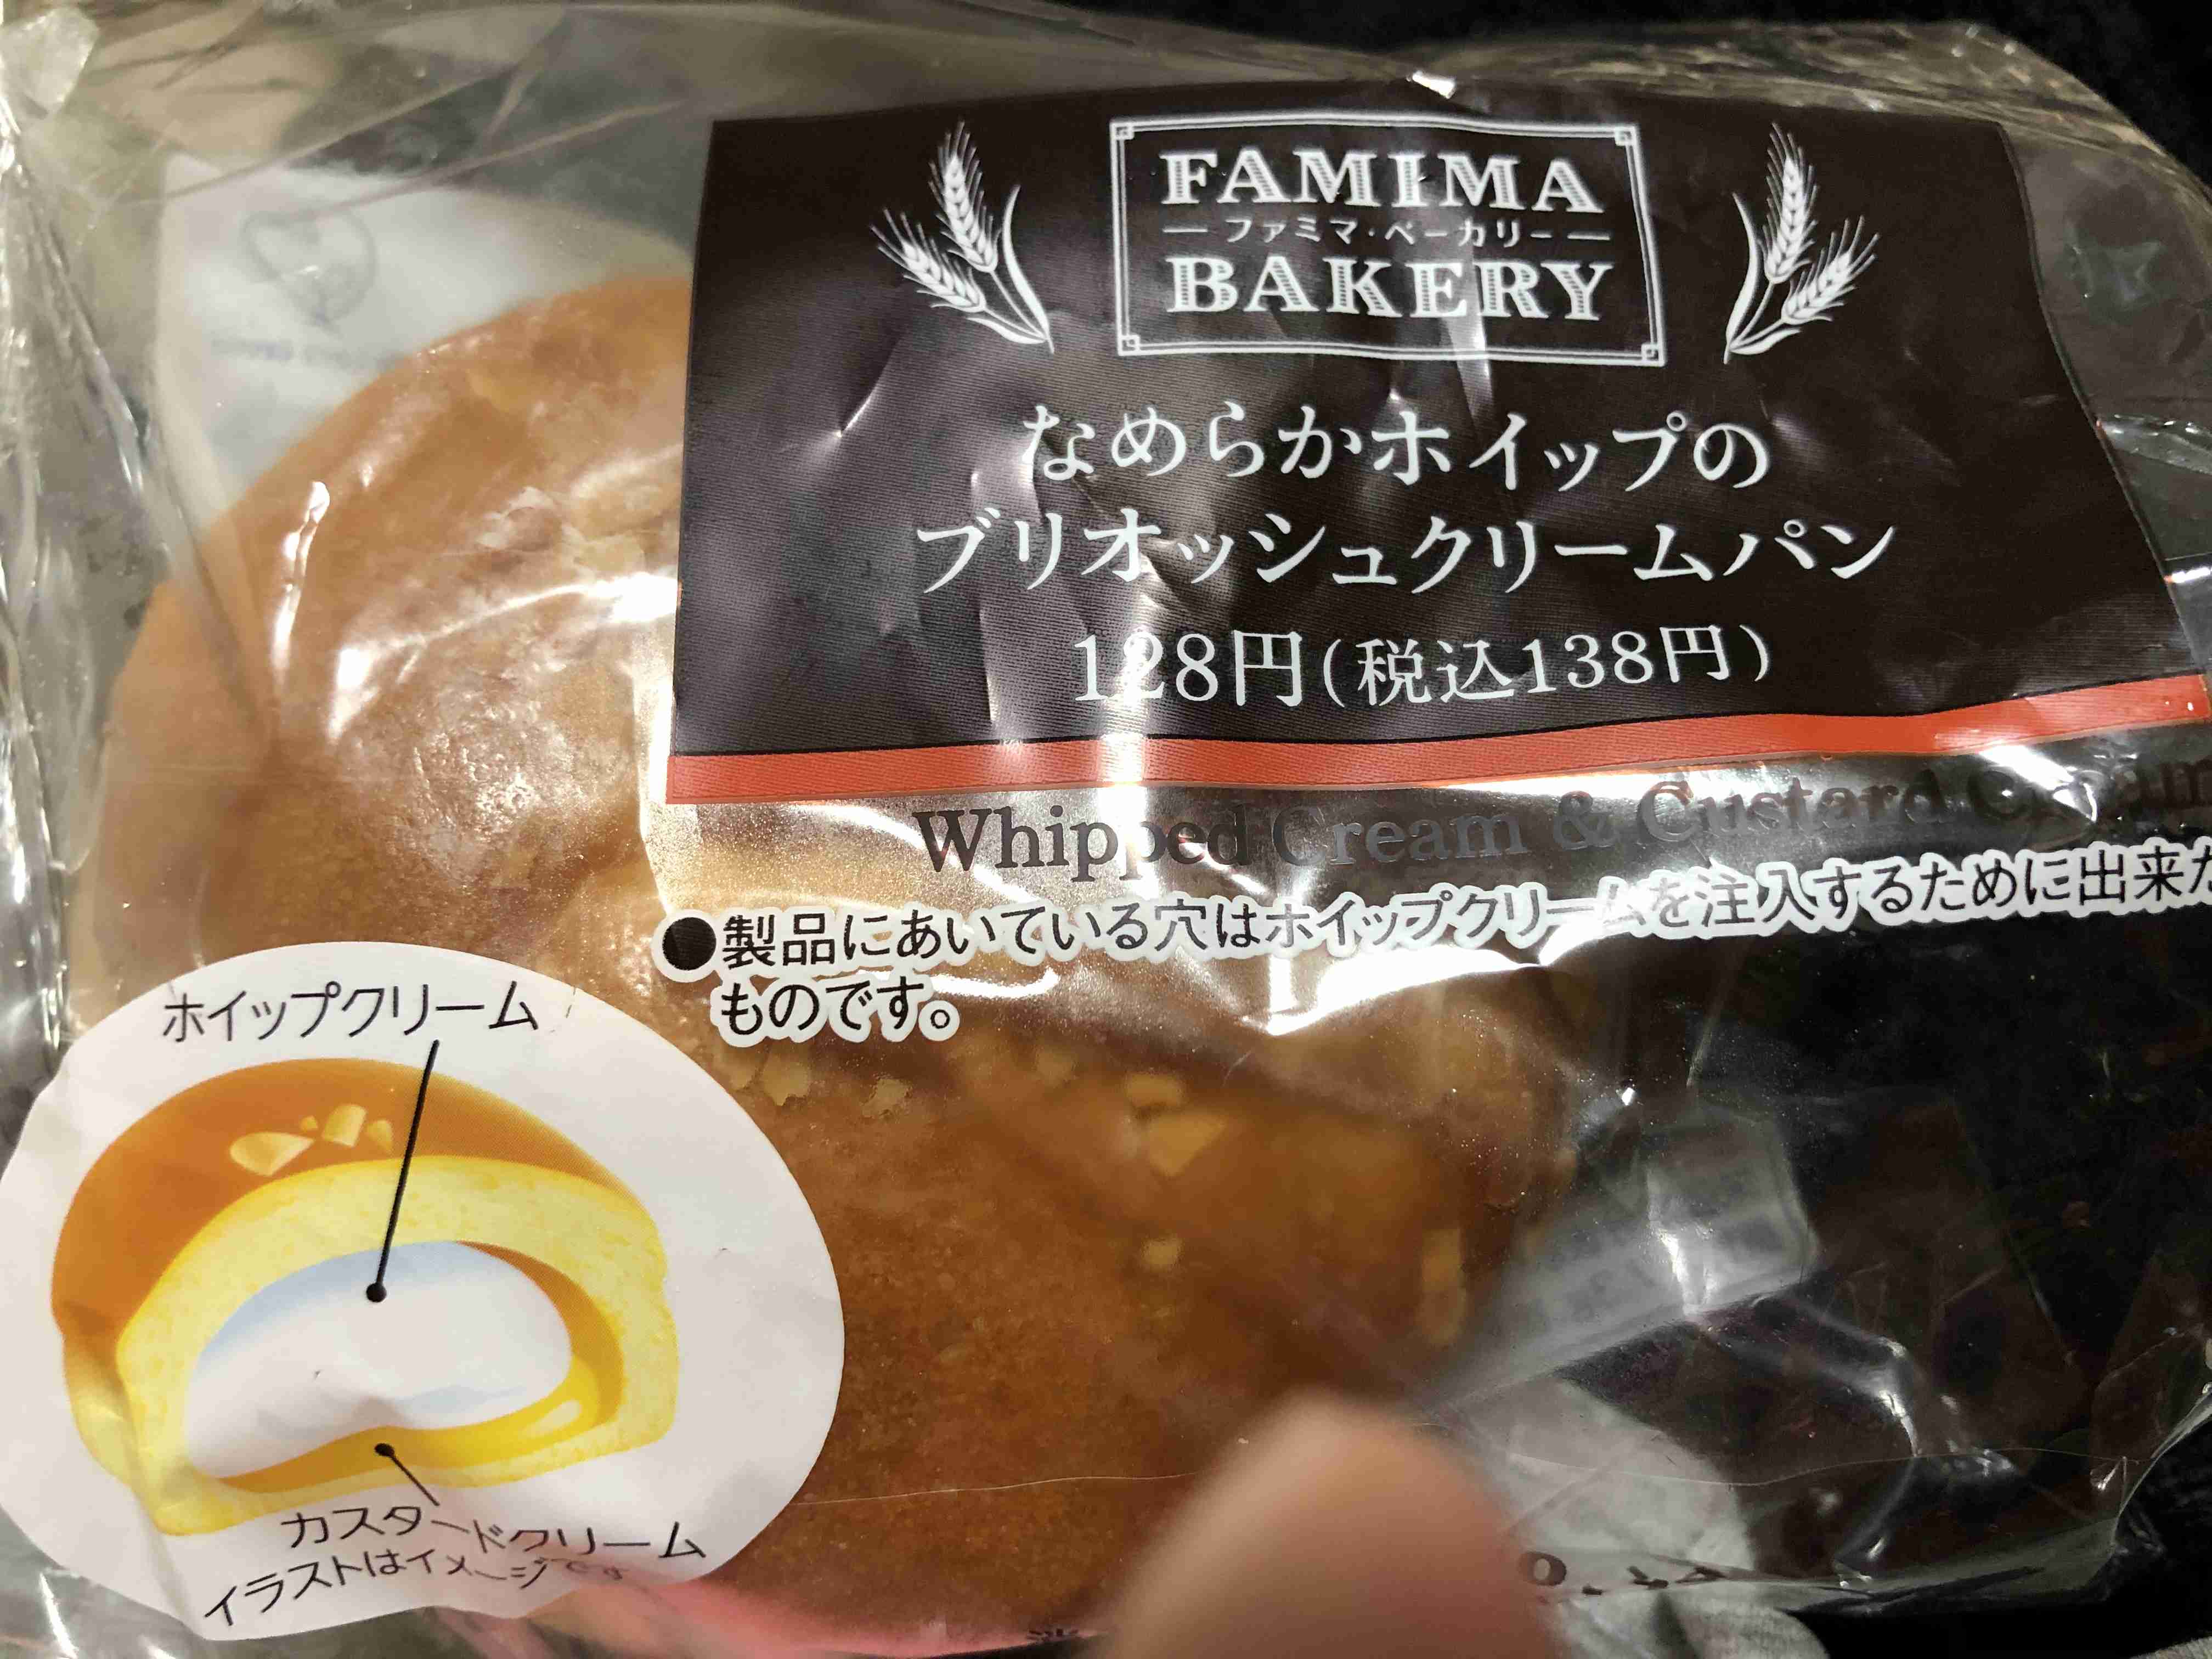 FAMIMA
ファミマ・ベーカリー
BAKERY
なめらかホイップの
ブリオッシュクリームパン
128円(税込138円)
Whipped Cream & Custard Cream
●製品にあいている穴はホイップクリームを注入するために出来た
ものです。
ホイップクリーム
カスタードクリーム
イラストはイメージです